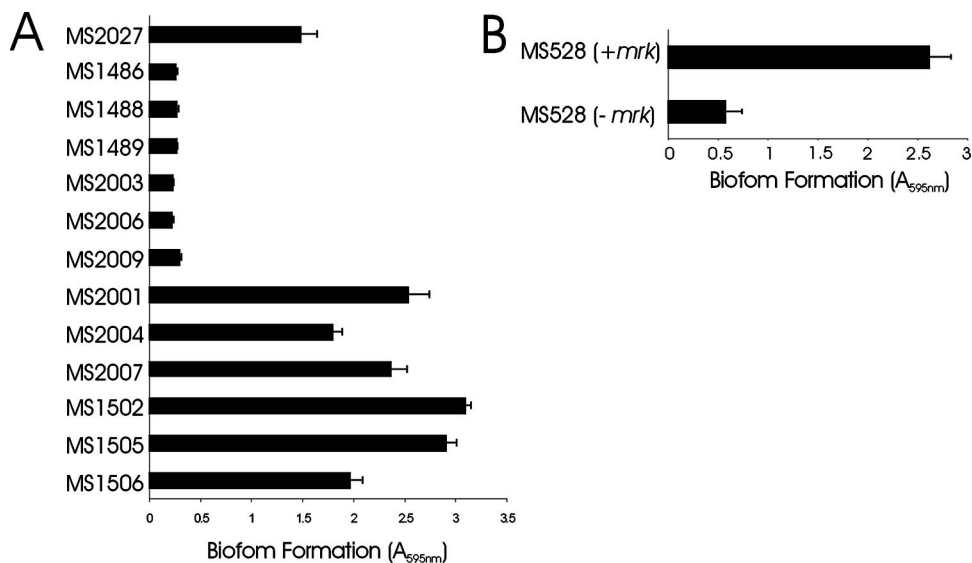 A
MS2027
MS1486
MS1488
MS1489
MS2003
MS2006
MS2009
MS2001
MS2004
MS2007
MS1502
MS1505
MS1506
0 0.5 1 1.5 2 2.5 3 3.5
Biofom Formation (A595nm)
B
MS528 (+mrk)
MS528 (- mrk)
0 0.5 1 1.5 2 2.5 3
Biofom Formation (A595nm)